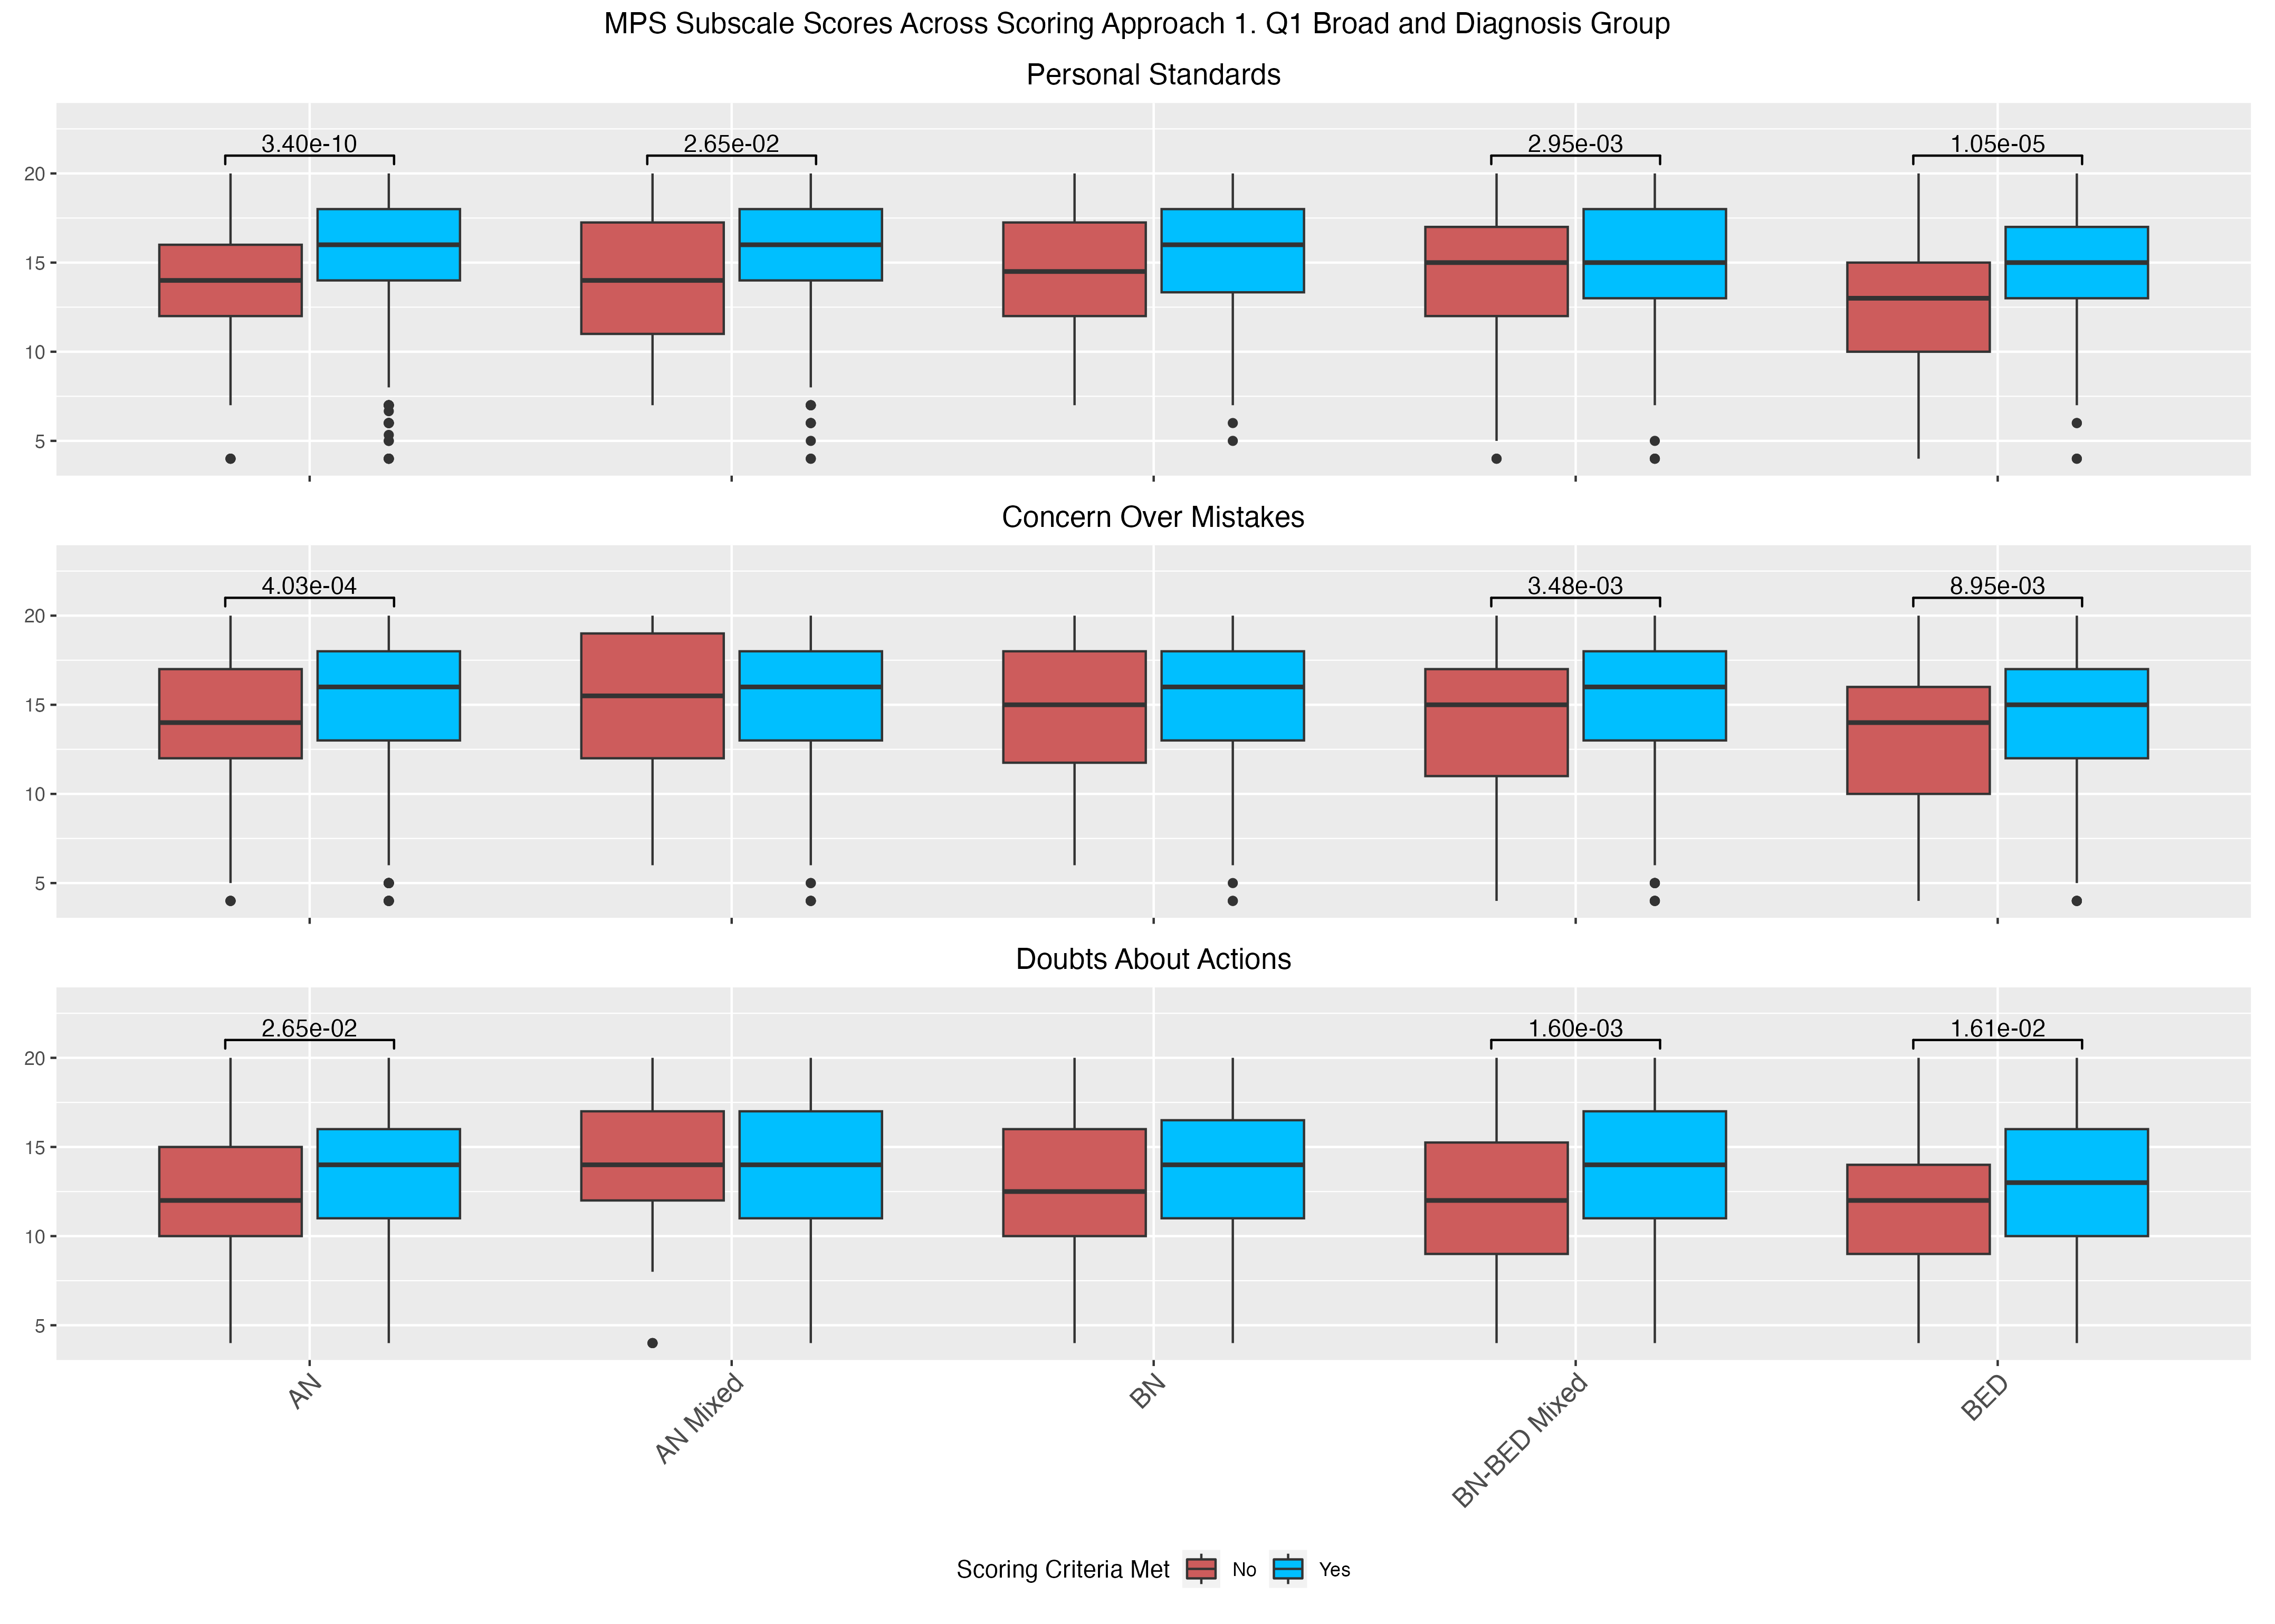 MPS Subscale Scores Across Scoring Approach 1. Q1 Broad and Diagnosis Group
Personal Standards
3.40e-10 2.65e-02 2.95e-03 1.05e-05
20
15
10
5
Concern Over Mistakes
4.03e-04 3.48e-03 8.95e-03
20
15
10
5
Doubts About Actions
2.65e-02 1.60e-03 1.61e-02
20
15
10
5
AN AN Mixed BN BN-BED Mixed BED
Scoring Criteria Met No Yes